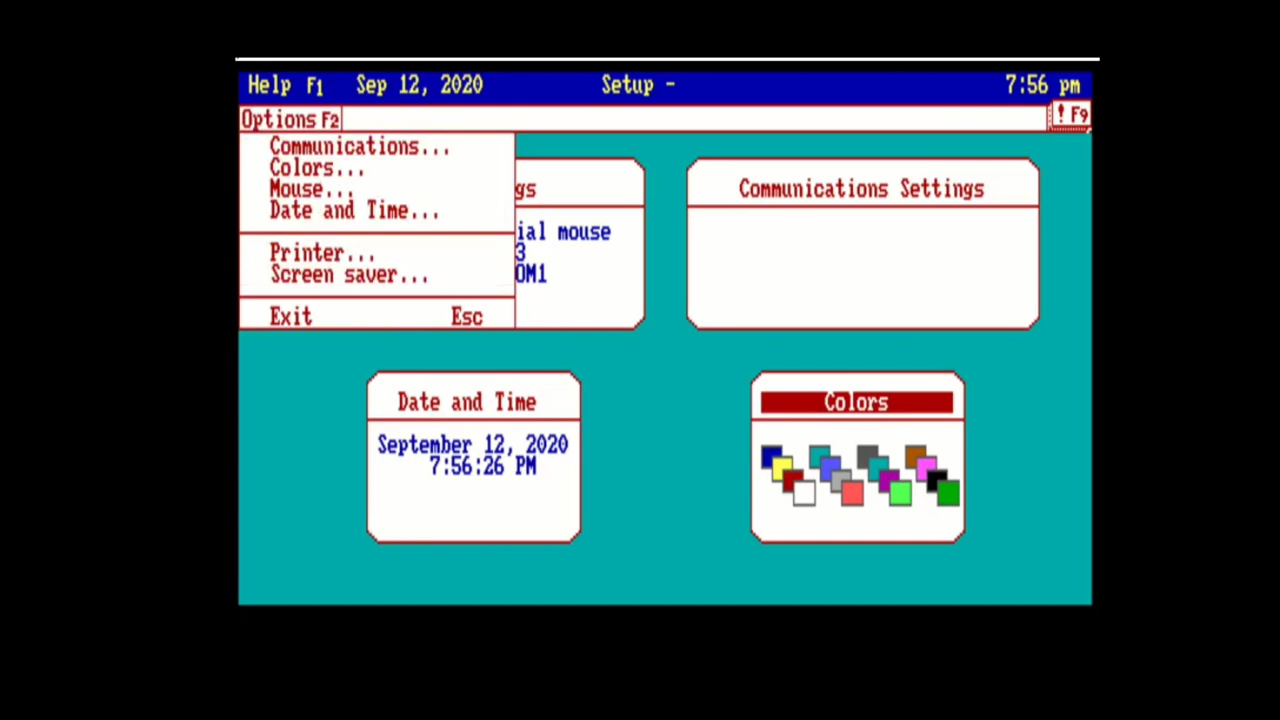 Help F1 Sep 12, 2020 Setup - 7:56 pm
Options F2 ! F9
Communications...
Colors...
Mouse...
Date and Time...
Printer...
Screen saver...
Exit Esc
gs
ial mouse
3
OM1
Communications Settings
Date and Time
September 12, 2020
7:56:26 PM
Colors